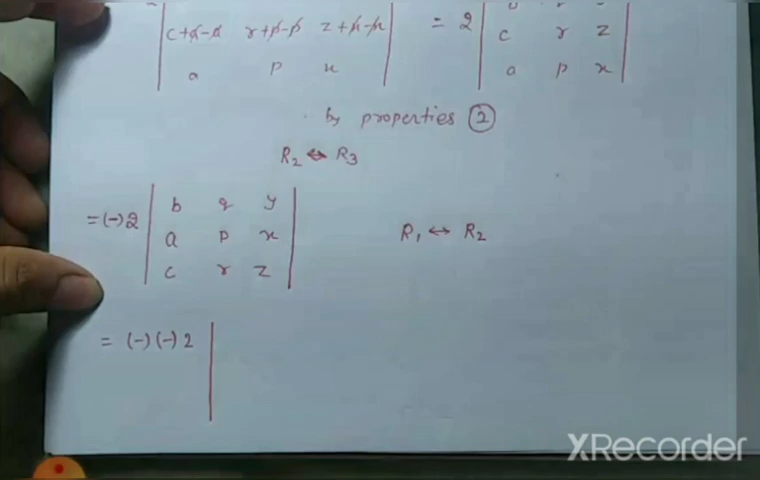 c+a-a r+p-p z+x-x = 2 c r z
a p x a p x
by properties ②
R₂ ↔ R₃
=(-)2 b q y
a p x R₁ ↔ R₂
c r z
= (-)(-) 2
XRecorder